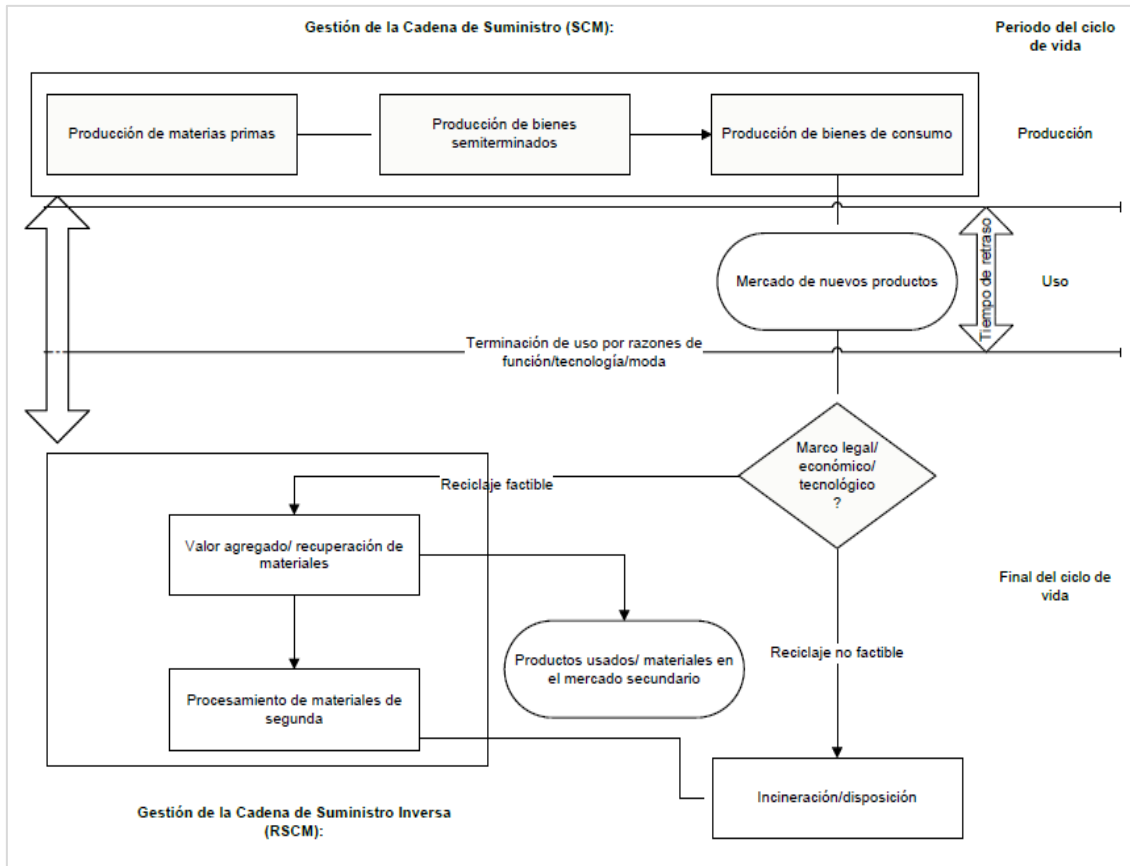 Gestión de la Cadena de Suministro (SCM):
Periodo del ciclo
de vida
Producción de materias primas
Producción de bienes
semiterminados
Producción de bienes de consumo
Producción
Mercado de nuevos productos
Tiempo de retraso
Uso
Terminación de uso por razones de
función/tecnología/moda
Marco legal/
económico/
tecnológico
?
Reciclaje factible
Valor agregado/ recuperación de
materiales
Final del ciclo de
vida
Productos usados/ materiales en
el mercado secundario
Reciclaje no factible
Procesamiento de materiales de
segunda
Incineración/disposición
Gestión de la Cadena de Suministro Inversa
(RSCM):